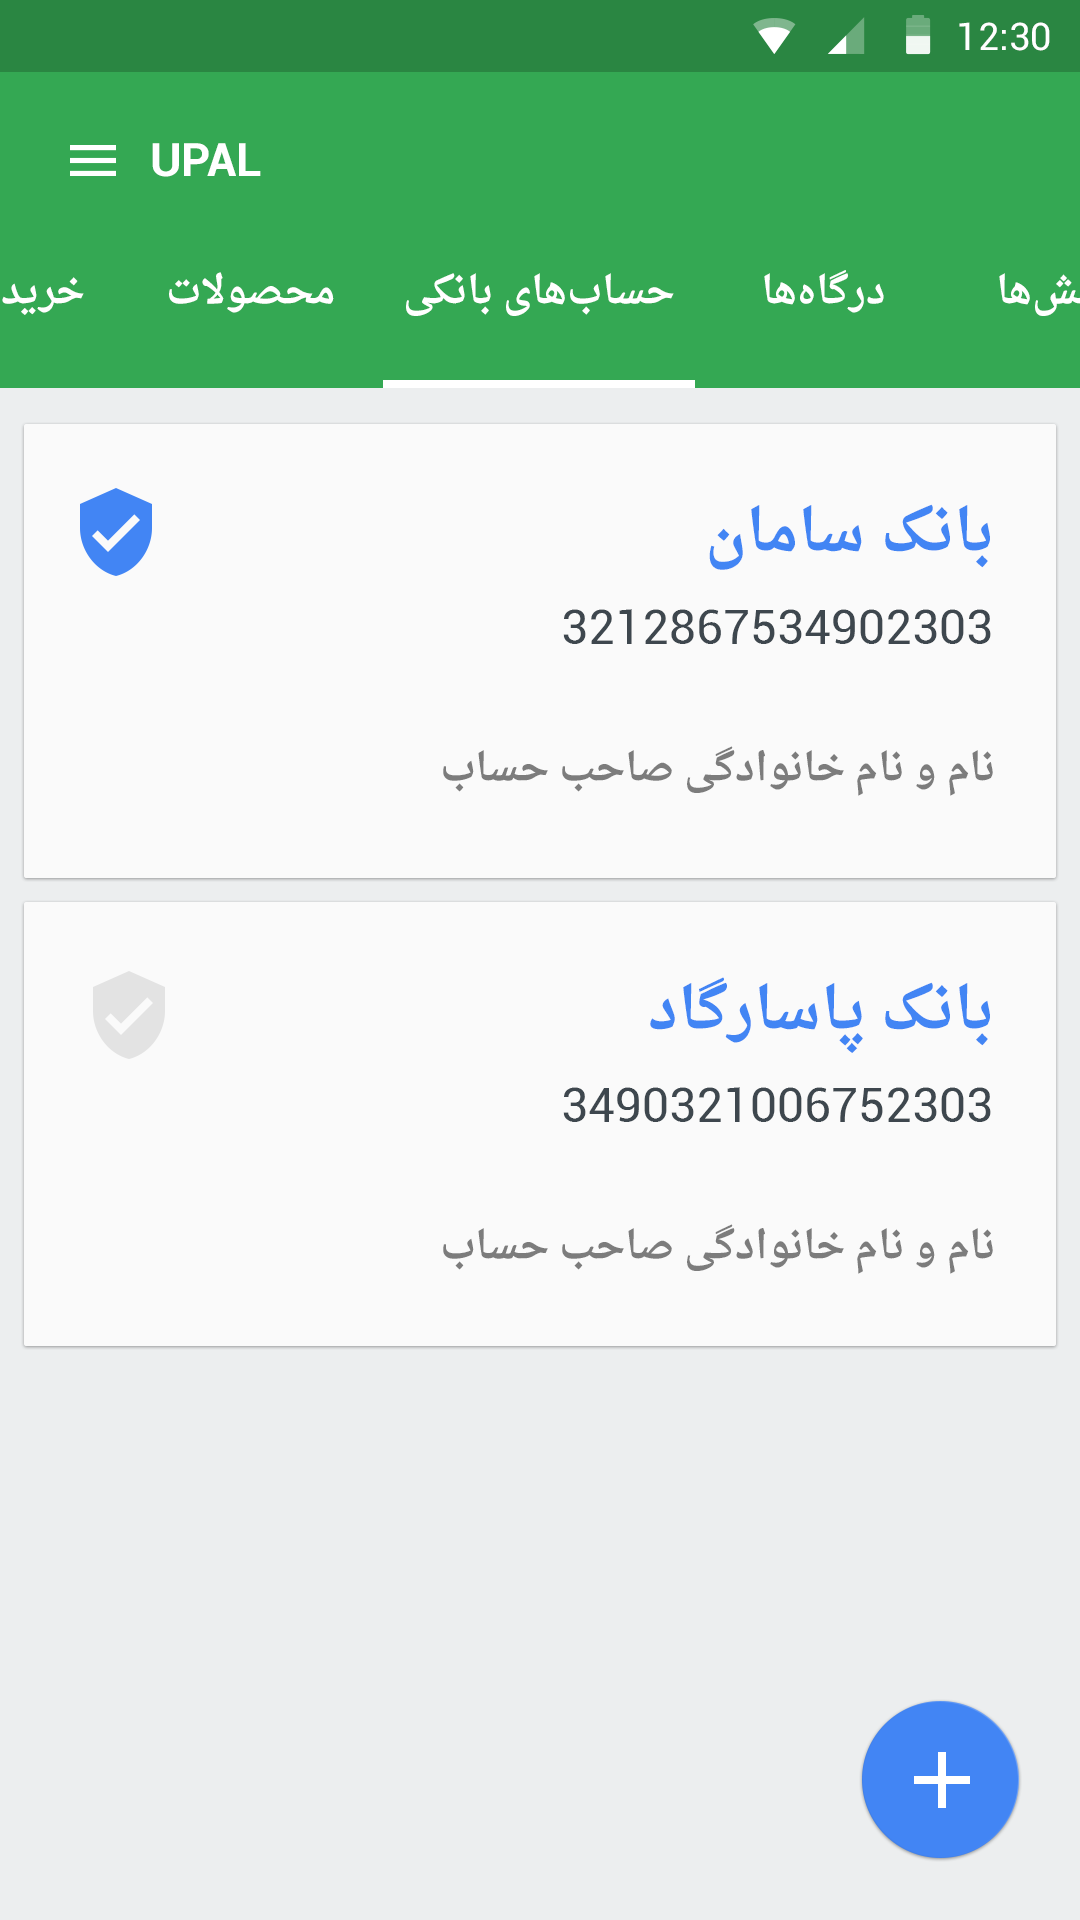 12:30
UPAL
ش‌ها درگاه‌ها حساب‌های بانکی محصولات خرید
بانک سامان
3212867534902303
نام و نام خانوادگی صاحب حساب
بانک پاسارگاد
3490321006752303
نام و نام خانوادگی صاحب حساب